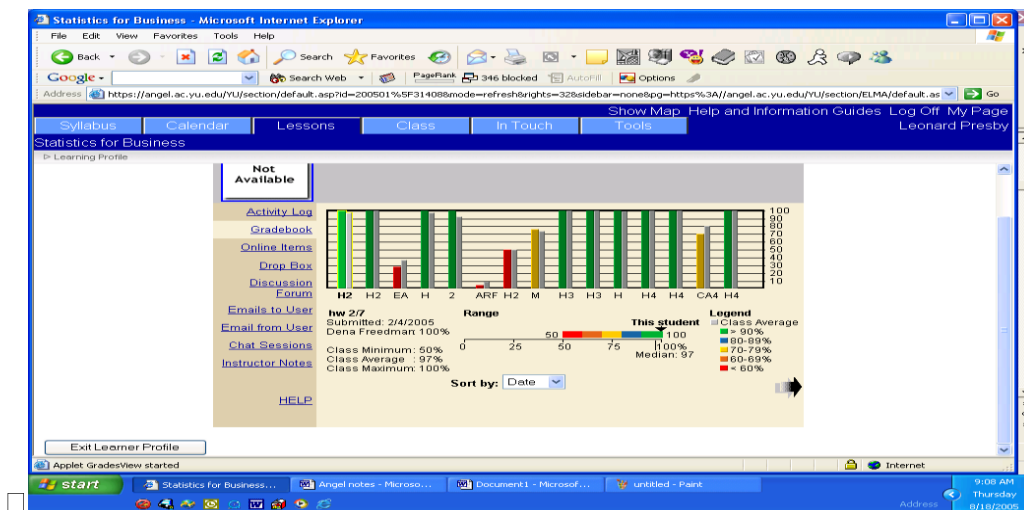 Statistics for Business - Microsoft Internet Explorer
File Edit View Favorites Tools Help
Back Search Favorites
Google Search Web PageRank 346 blocked AutoFill Options
Address https://angel.ac.yu.edu/YU/section/default.asp?id=200501%5F31408&mode=refresh&rights=32&sidebar=none&pg=https%3A//angel.ac.yu.edu/YU/section/ELMA/default.as Go
Show Map Help and Information Guides Log Off My Page
Syllabus Calendar Lessons Class In Touch Tools Leonard Presby
Statistics for Business
Learning Profile
Not
Available
Activity Log
Gradebook
Online Items
Drop Box
Discussion
Forum
Emails to User
Email from User
Chat Sessions
Instructor Notes
HELP
100
90
80
70
60
50
40
30
20
10
H2 H2 EA H 2 ARF H2 M H3 H3 H H4 H4 CA4 H4
hw 2/7 Range This student Legend
Submitted: 2/4/2005
Dena Freedman: 100%
Class Minimum: 50%
Class Average : 97%
Class Maximum: 100%
50 100
0 25 50 75 100%
Median: 97
Class Average
> 90%
80-89%
70-79%
60-69%
< 60%
Sort by: Date
Exit Learner Profile
Applet GradesView started Internet
start Statistics for Business... Angel notes - Microso... Document1 - Microsof... untitled - Paint 9:08 AM
Thursday
Address 8/18/2005